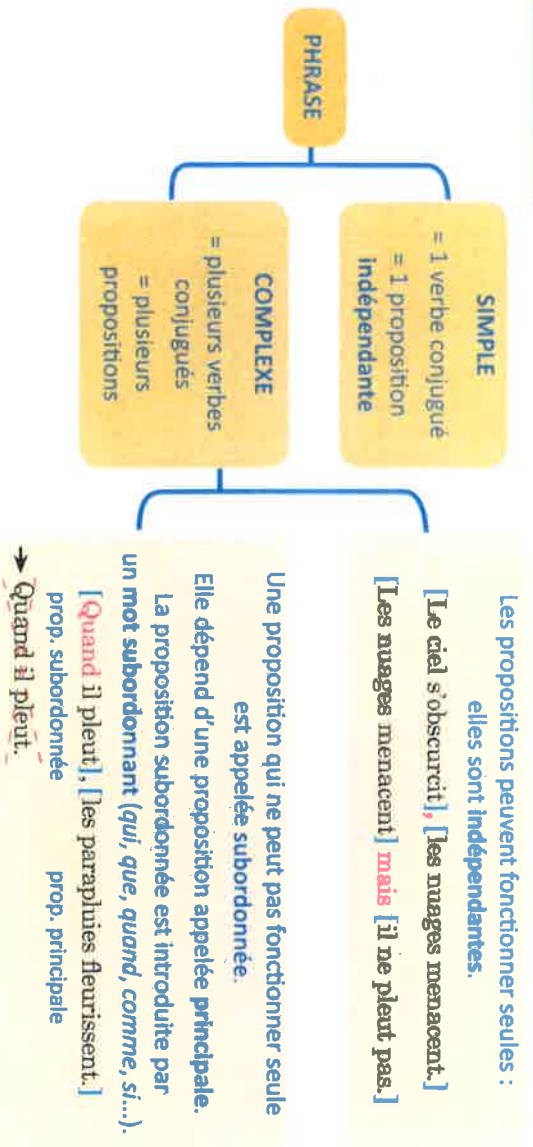 PHRASE
SIMPLE
= 1 verbe conjugué
= 1 proposition
indépendante
COMPLEXE
= plusieurs verbes
conjugués
= plusieurs
propositions
Les propositions peuvent fonctionner seules :
elles sont indépendantes.
[Le ciel s'obscurcit], [les nuages menacent.]
[Les nuages menacent] mais [il ne pleut pas.]
Une proposition qui ne peut pas fonctionner seule
est appelée subordonnée.
Elle dépend d'une proposition appelée principale.
La proposition subordonnée est introduite par
un mot subordonnant (qui, que, quand, comme, si...).
[Quand il pleut], [les parapluies fleurissent.]
prop. subordonnée prop. principale
➔ Quand il pleut.